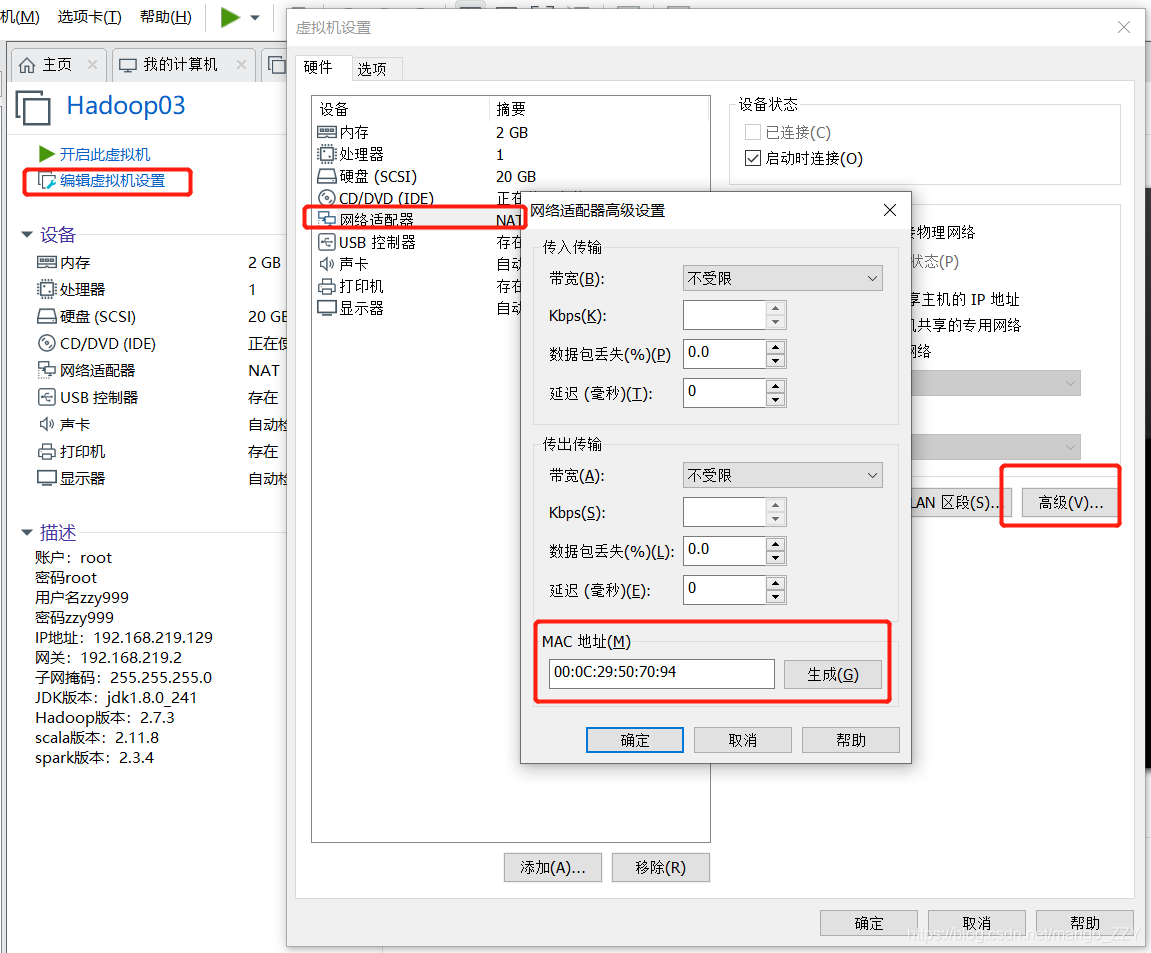 机(M) 选项卡(T) 帮助(H)
主页 我的计算机
Hadoop03
开启此虚拟机
编辑虚拟机设置
设备
内存 2 GB
处理器 1
硬盘 (SCSI) 20 GB
CD/DVD (IDE) 正在使
网络适配器 NAT
USB 控制器 存在
声卡 自动检
打印机 存在
显示器 自动检
描述
账户：root
密码root
用户名zzy999
密码zzy999
IP地址：192.168.219.129
网关：192.168.219.2
子网掩码：255.255.255.0
JDK版本：jdk1.8.0_241
Hadoop版本：2.7.3
scala版本：2.11.8
spark版本：2.3.4
虚拟机设置
硬件 选项
设备 摘要
内存 2 GB
处理器 1
硬盘 (SCSI) 20 GB
CD/DVD (IDE) 正在
网络适配器 NAT
USB 控制器 存在
声卡 自动
打印机 存在
显示器 自动
添加(A)... 移除(R)
设备状态
已连接(C)
启动时连接(O)
物理网络
状态(P)
享主机的 IP 地址
机共享的专用网络
网络
LAN 区段(S)... 高级(V)...
网络适配器高级设置
传入传输
带宽(B): 不受限
Kbps(K):
数据包丢失(%)(P) 0.0
延迟 (毫秒)(T): 0
传出传输
带宽(A): 不受限
Kbps(S):
数据包丢失(%)(L): 0.0
延迟 (毫秒)(E): 0
MAC 地址(M)
00:0C:29:50:70:94 生成(G)
确定 取消 帮助
确定 取消 帮助
https://blog.csdn.net/mango_ZZY